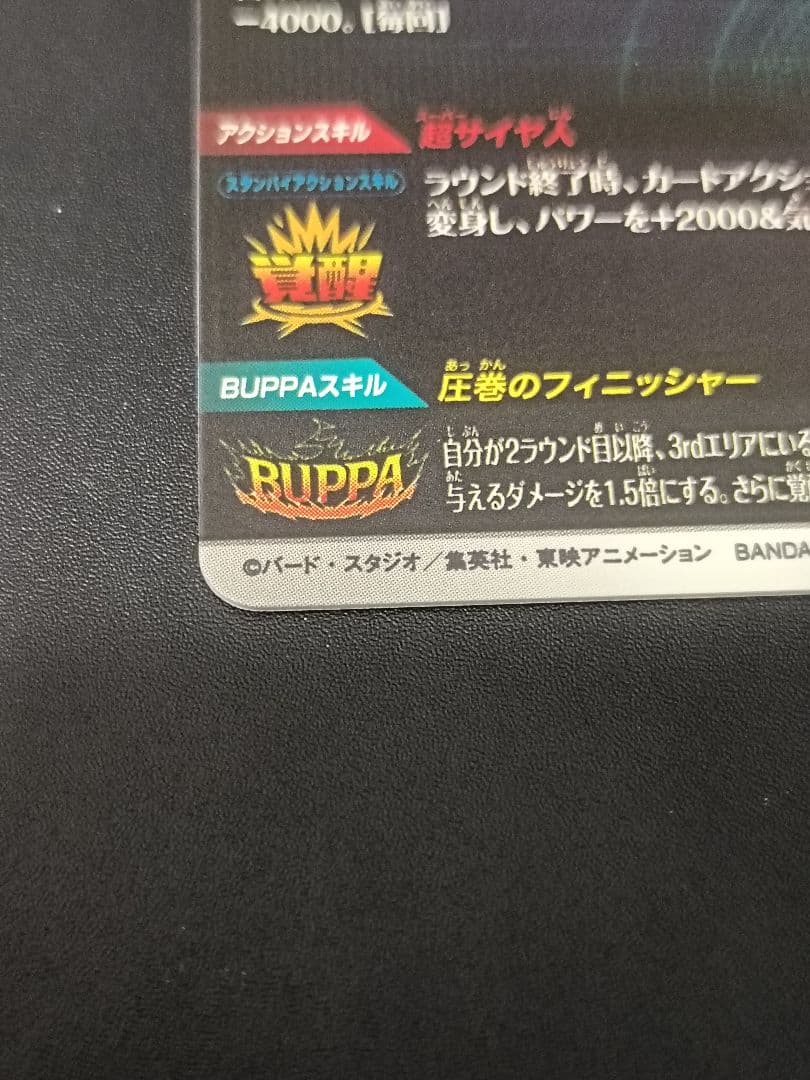 -4000。【毎回】
アクションスキル
超サイヤ人
スタンバイアクションスキル
ラウンド終了時、カードアクシ
変身し、パワーを+2000&気
覚醒
BUPPAスキル
圧巻のフィニッシャー
BUPPA
自分が2ラウンド目以降、3rdエリアにいる
与えるダメージを1.5倍にする。さらに覚
©バード・スタジオ／集英社・東映アニメーション BANDA